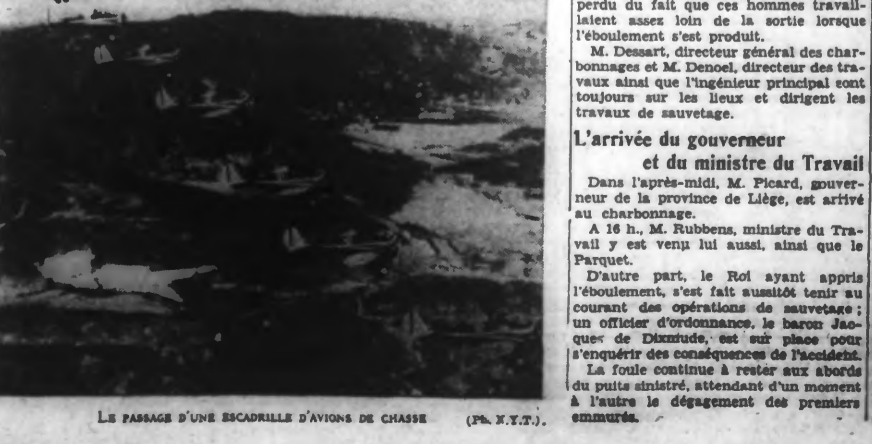 LE PASSAGE D'UNE ESCADRILLE D'AVIONS DE CHASSE (Ph. N.Y.T.).
perdu du fait que ces hommes travail-
laient assez loin de la sortie lorsque
l'éboulement s'est produit.
M. Dessart, directeur général des char-
bonnages et M. Denoel, directeur des tra-
vaux ainsi que l'ingénieur principal sont
toujours sur les lieux et dirigent les
travaux de sauvetage.
L'arrivée du gouverneur
et du ministre du Travail
Dans l'après-midi, M. Picard, gouver-
neur de la province de Liège, est arrivé
au charbonnage.
A 16 h., M. Rubbens, ministre du Tra-
vail y est venu lui aussi, ainsi que le
Parquet.
D'autre part, le Roi ayant appris
l'éboulement, s'est fait aussitôt tenir au
courant des opérations de sauvetage ;
un officier d'ordonnance, le baron Jac-
ques de Dixmude, est sur place pour
s'enquérir des conséquences de l'accident.
La foule continue à rester aux abords
du puits sinistré, attendant d'un moment
à l'autre le dégagement des premiers
emmurés.